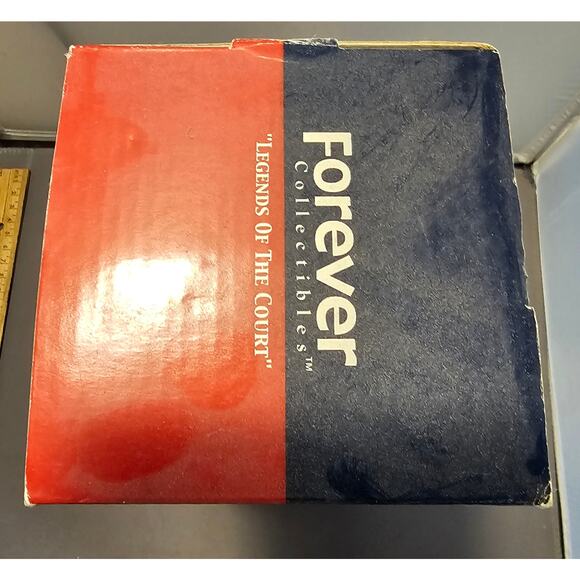 Forever
Collectibles™
"LEGENDS OF THE COURT"